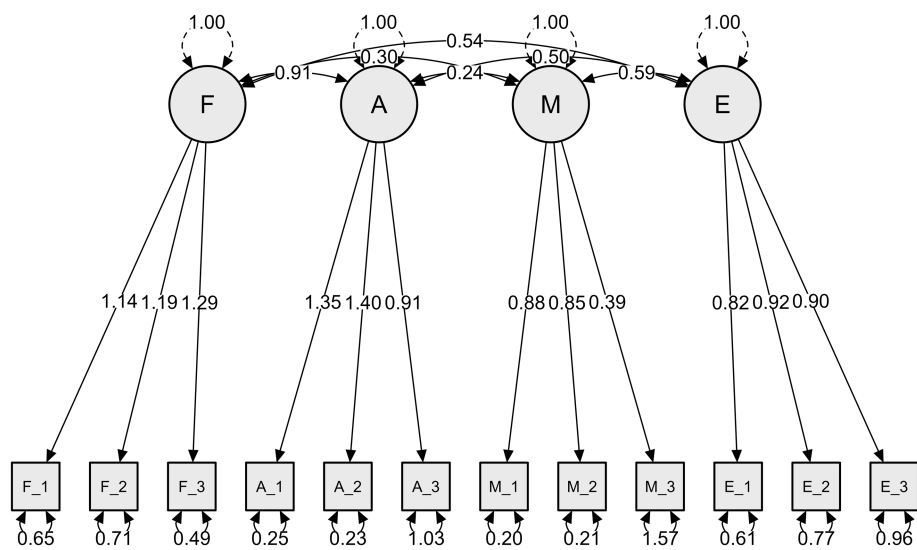 1.00 1.00 1.00 1.00
0.54
0.30 0.50
0.91 0.24 0.59
F A M E
1.14 1.19 1.29 1.35 1.40 0.91 0.88 0.85 0.39 0.82 0.92 0.90
F_1 F_2 F_3 A_1 A_2 A_3 M_1 M_2 M_3 E_1 E_2 E_3
0.65 0.71 0.49 0.25 0.23 1.03 0.20 0.21 1.57 0.61 0.77 0.96